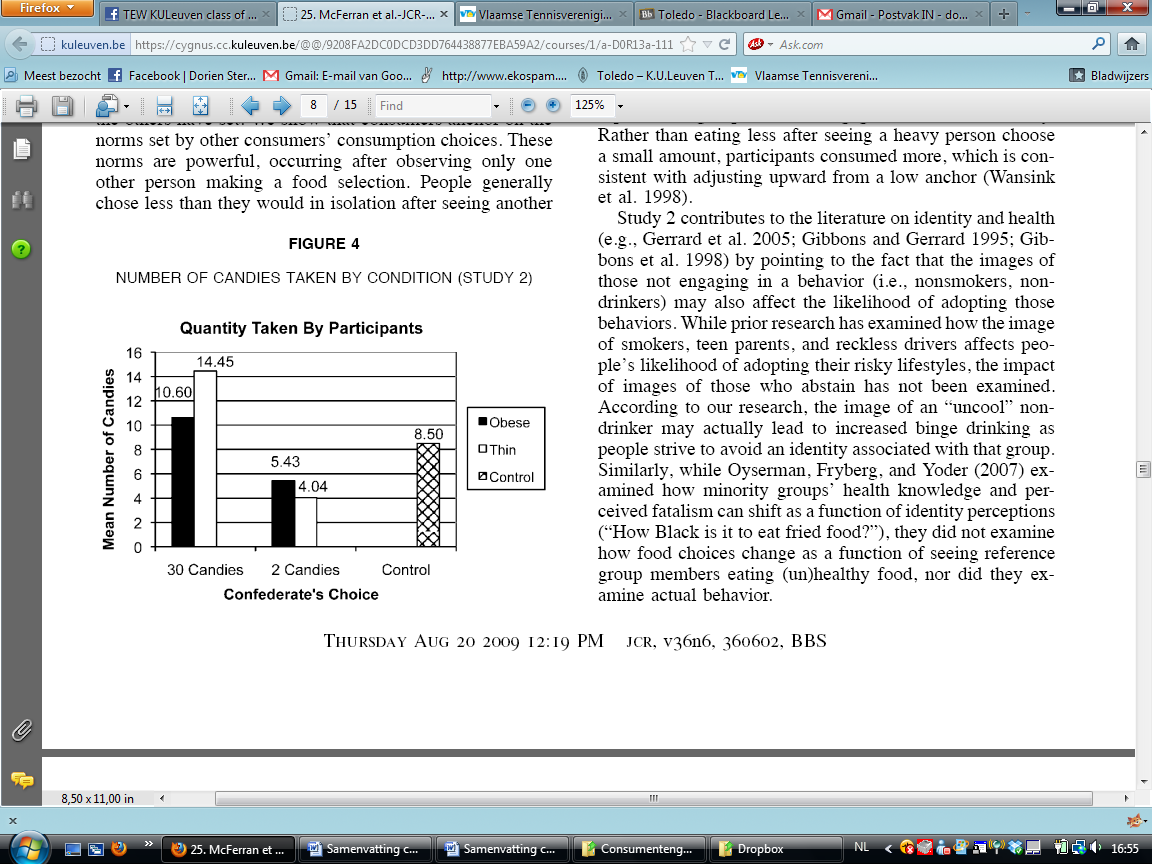 Firefox
TEW KULeuven class of ...
25. McFerran et al.-JCR-...
Vlaamse Tennisverenigi...
Bb Toledo - Blackboard Le...
Gmail - Postvak IN - do...
kuleuven.be https://cygnus.cc.kuleuven.be/@@/9208FA2DC0DCD3DD764438877EBA59A2/courses/1/a-D0R13a-111
Ask Ask.com
Meest bezocht Facebook | Dorien Ster... Gmail: E-mail van Goo... http://www.ekospam.... Toledo – K.U.Leuven T... Vlaamse Tennisvereni... Bladwijzers
8 / 15 Find 125%
norms set by other consumers' consumption choices. These
norms are powerful, occurring after observing only one
other person making a food selection. People generally
chose less than they would in isolation after seeing another
FIGURE 4
NUMBER OF CANDIES TAKEN BY CONDITION (STUDY 2)
Quantity Taken By Participants
Mean Number of Candies
16
14
12
10
8
6
4
2
0
10.60
14.45
5.43
4.04
8.50
30 Candies 2 Candies Control
Confederate's Choice
Obese
Thin
Control
Rather than eating less after seeing a heavy person choose
a small amount, participants consumed more, which is con-
sistent with adjusting upward from a low anchor (Wansink
et al. 1998).
Study 2 contributes to the literature on identity and health
(e.g., Gerrard et al. 2005; Gibbons and Gerrard 1995; Gib-
bons et al. 1998) by pointing to the fact that the images of
those not engaging in a behavior (i.e., nonsmokers, non-
drinkers) may also affect the likelihood of adopting those
behaviors. While prior research has examined how the image
of smokers, teen parents, and reckless drivers affects peo-
ple's likelihood of adopting their risky lifestyles, the impact
of images of those who abstain has not been examined.
According to our research, the image of an "uncool" non-
drinker may actually lead to increased binge drinking as
people strive to avoid an identity associated with that group.
Similarly, while Oyserman, Fryberg, and Yoder (2007) ex-
amined how minority groups' health knowledge and per-
ceived fatalism can shift as a function of identity perceptions
("How Black is it to eat fried food?"), they did not examine
how food choices change as a function of seeing reference
group members eating (un)healthy food, nor did they ex-
amine actual behavior.
THURSDAY AUG 20 2009 12:19 PM JCR, v36n6, 360602, BBS
8,50 x 11,00 in
x
25. McFerran et ...
Samenvatting c...
Samenvatting c...
Consumenteng...
Dropbox
NL
16:55